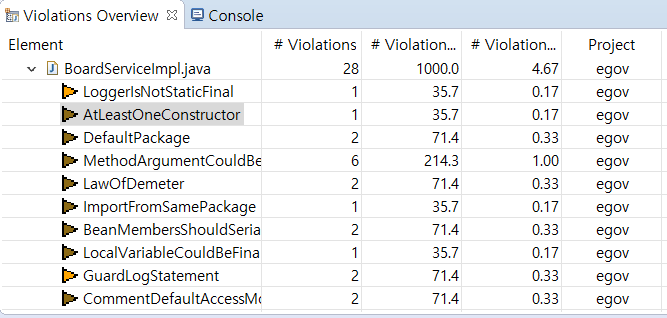 Violations Overview Console
Element # Violations # Violation... # Violation... Project
BoardServiceImpl.java 28 1000.0 4.67 egov
LoggerIsNotStaticFinal 1 35.7 0.17 egov
AtLeastOneConstructor 1 35.7 0.17 egov
DefaultPackage 2 71.4 0.33 egov
MethodArgumentCouldBe 6 214.3 1.00 egov
LawOfDemeter 2 71.4 0.33 egov
ImportFromSamePackage 1 35.7 0.17 egov
BeanMembersShouldSeria 2 71.4 0.33 egov
LocalVariableCouldBeFina 1 35.7 0.17 egov
GuardLogStatement 2 71.4 0.33 egov
CommentDefaultAccessMo 2 71.4 0.33 egov